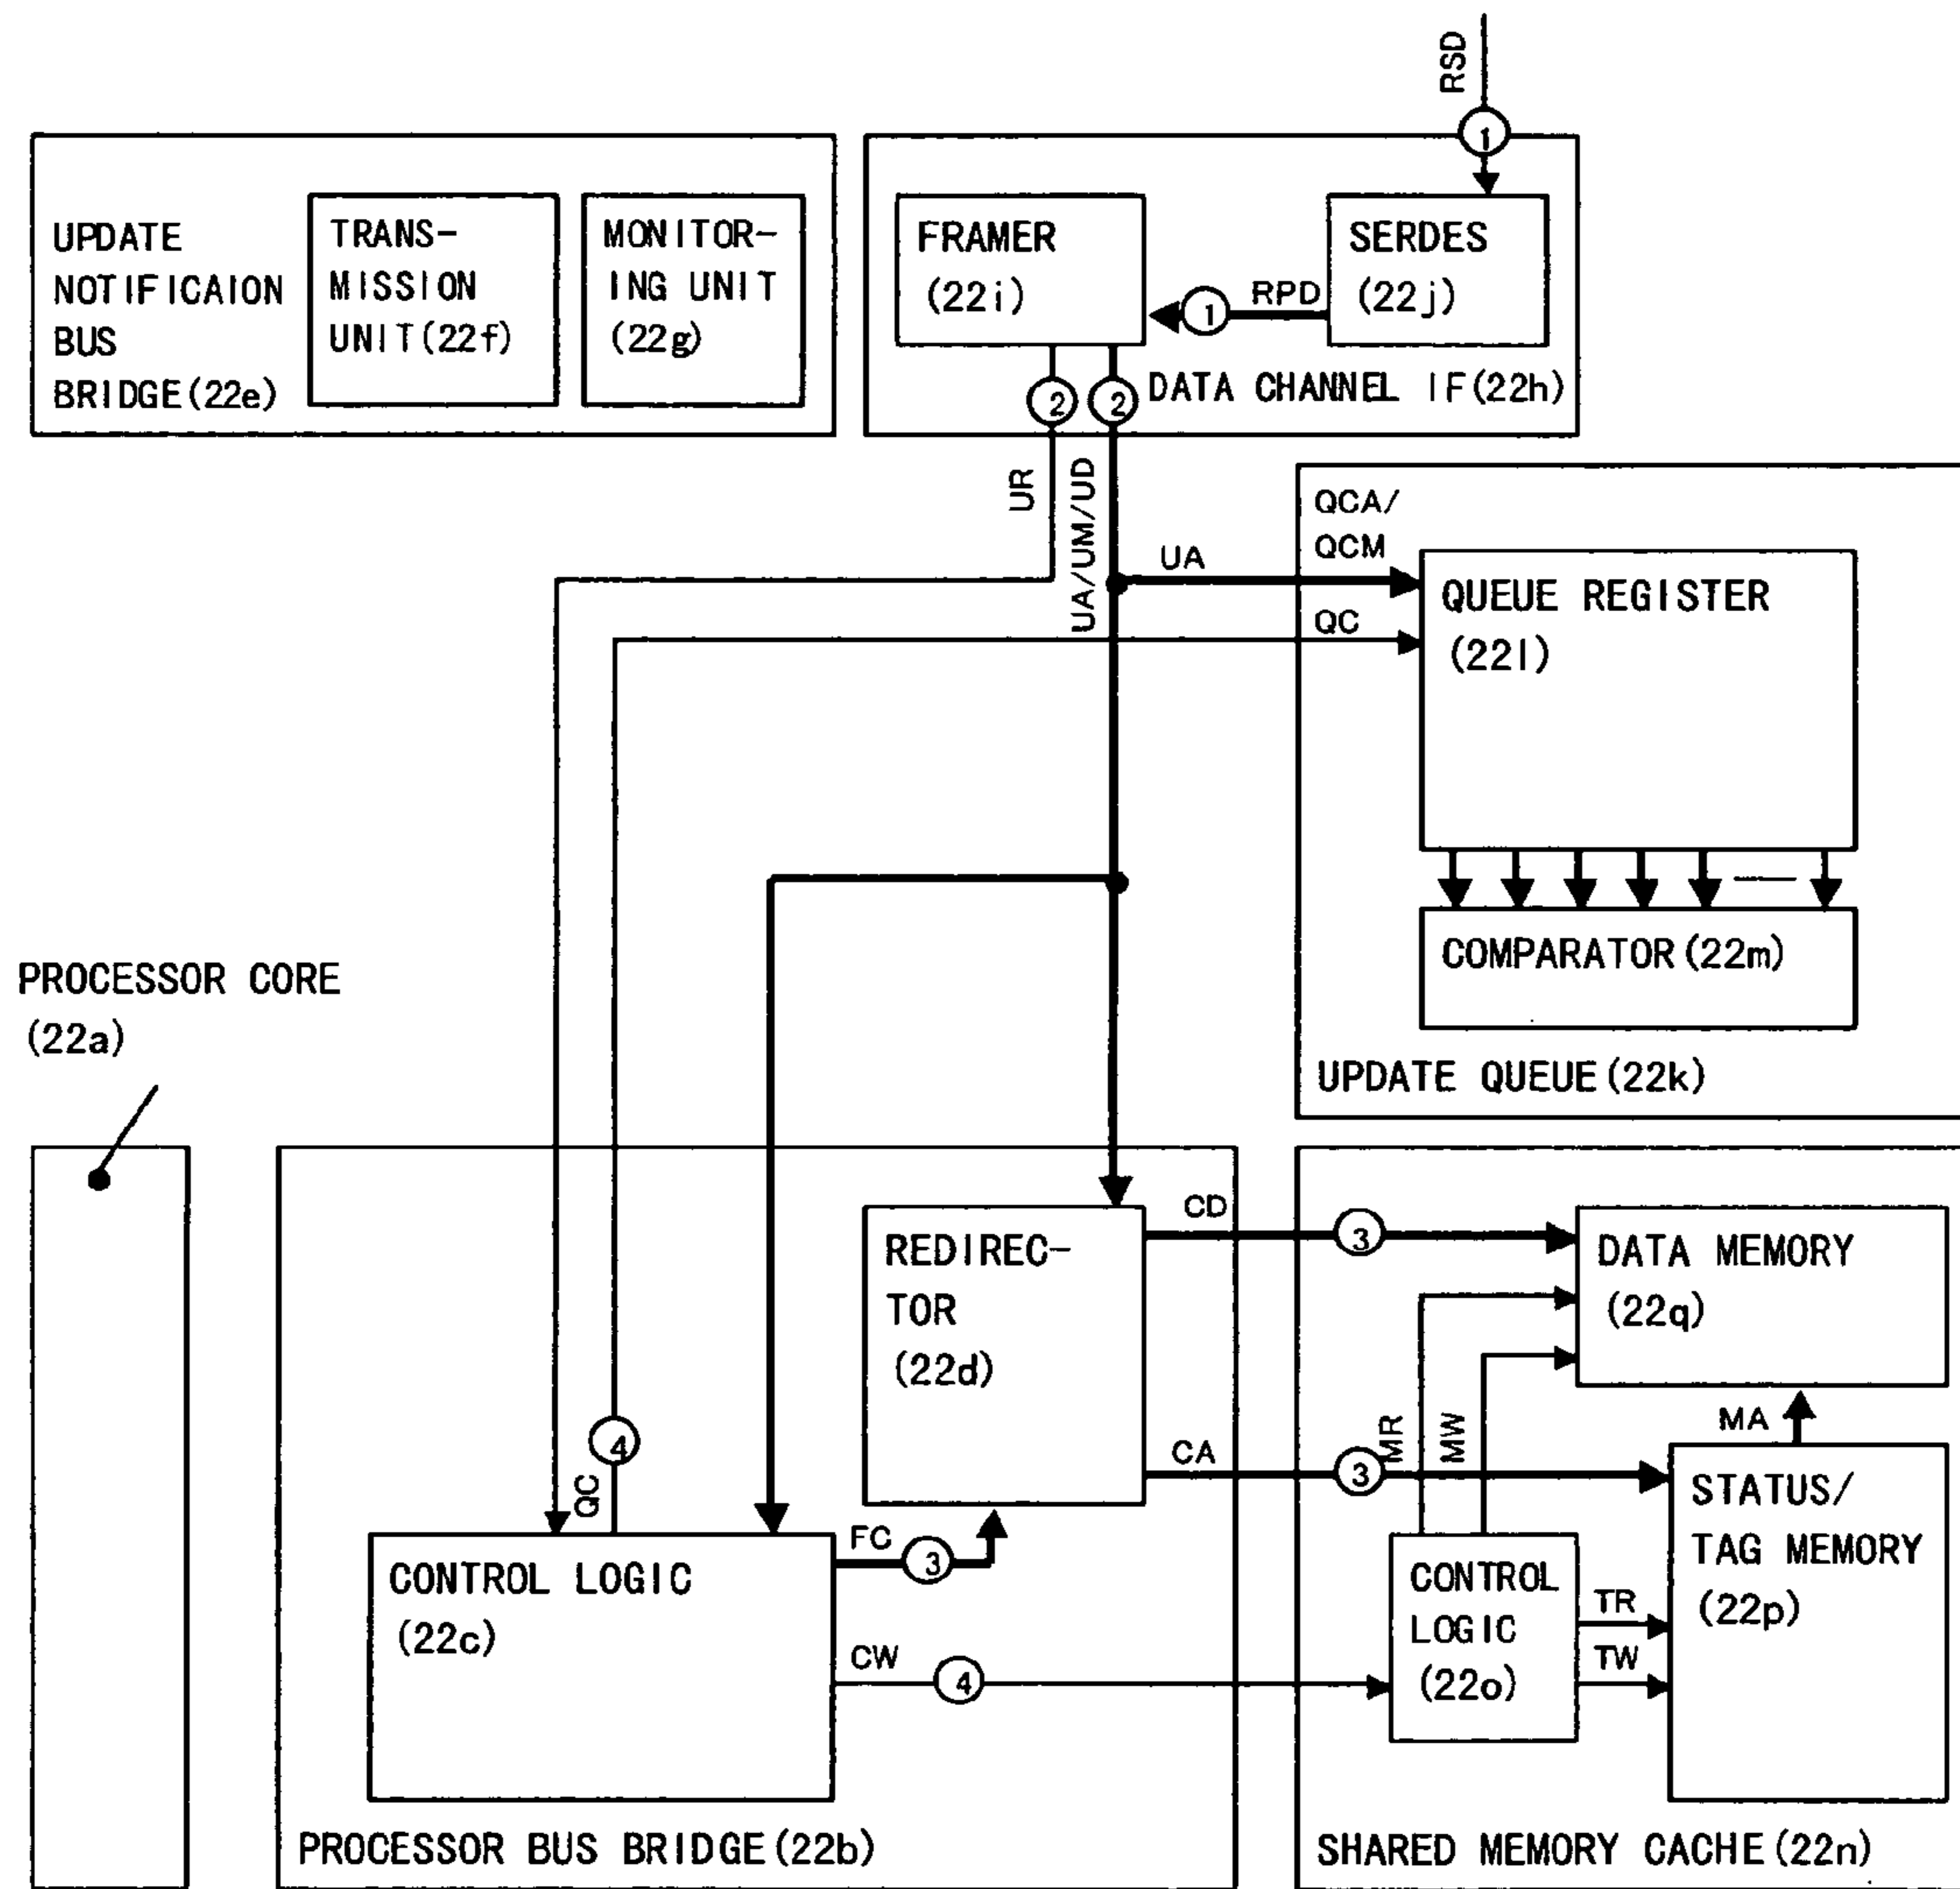 RSD
1
UPDATE
NOTIFICAION
BUS
BRIDGE(22e)
TRANS-
MISSION
UNIT(22f)
MONITOR-
ING UNIT
(22g)
FRAMER
(22i)
SERDES
(22j)
RPD
1
2
2
DATA CHANNEL IF(22h)
UR
UA/UM/UD
UA
QCA/
QCM
QC
QUEUE REGISTER
(22l)
COMPARATOR(22m)
UPDATE QUEUE(22k)
PROCESSOR CORE
(22a)
REDIREC-
TOR
(22d)
CD
3
DATA MEMORY
(22q)
MR
MW
MA
CA
3
STATUS/
TAG MEMORY
(22p)
4
QC
CONTROL LOGIC
(22c)
FC
3
CW
4
CONTROL
LOGIC
(22o)
TR
TW
PROCESSOR BUS BRIDGE(22b)
SHARED MEMORY CACHE(22n)